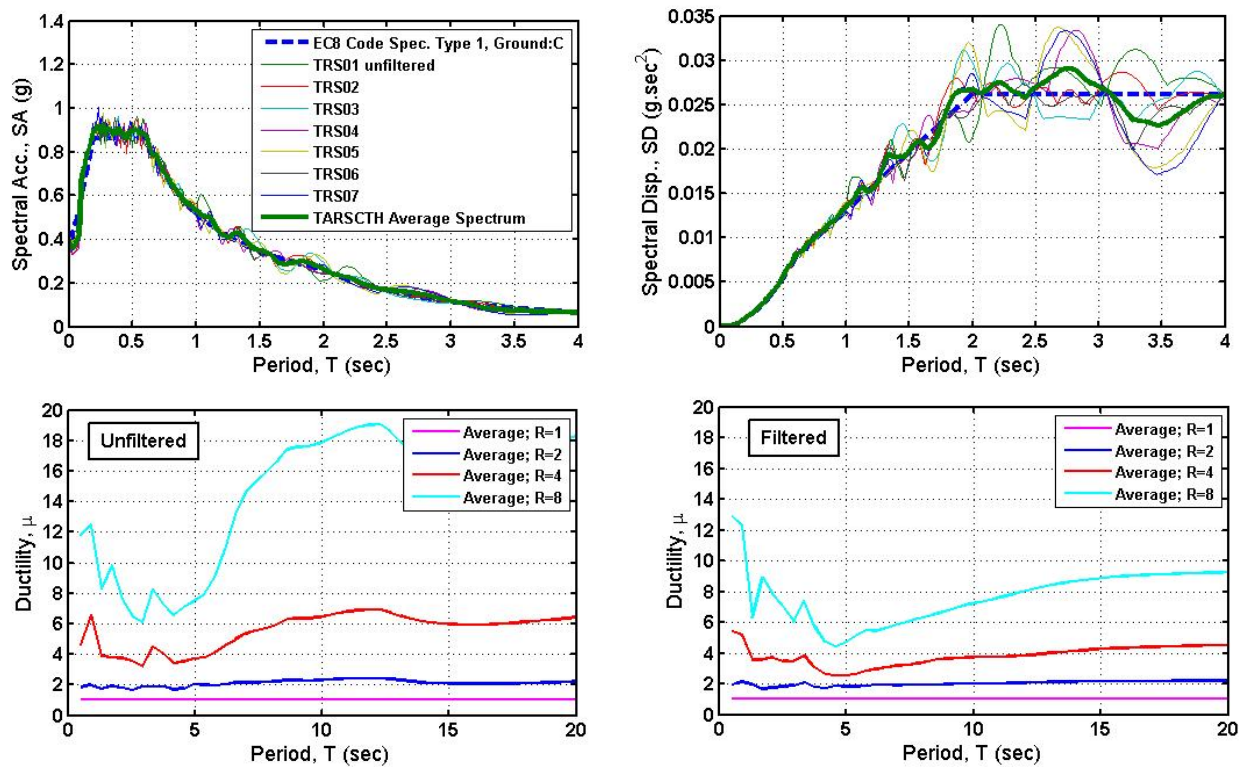 1.4
1.2
1
0.8
0.6
0.4
0.2
0
Spectral Acc., SA (g)
EC8 Code Spec. Type 1, Ground:C
TRS01 unfiltered
TRS02
TRS03
TRS04
TRS05
TRS06
TRS07
TARSCTH Average Spectrum
0 0.5 1 1.5 2 2.5 3 3.5 4
Period, T (sec)
0.035
0.03
0.025
0.02
0.015
0.01
0.005
0
Spectral Disp., SD (g.sec²)
0 0.5 1 1.5 2 2.5 3 3.5 4
Period, T (sec)
20
18
16
14
12
10
8
6
4
2
0
Ductility, μ
Unfiltered
Average; R=1
Average; R=2
Average; R=4
Average; R=8
0 5 10 15 20
Period, T (sec)
20
18
16
14
12
10
8
6
4
2
0
Ductility, μ
Filtered
Average; R=1
Average; R=2
Average; R=4
Average; R=8
0 5 10 15 20
Period, T (sec)